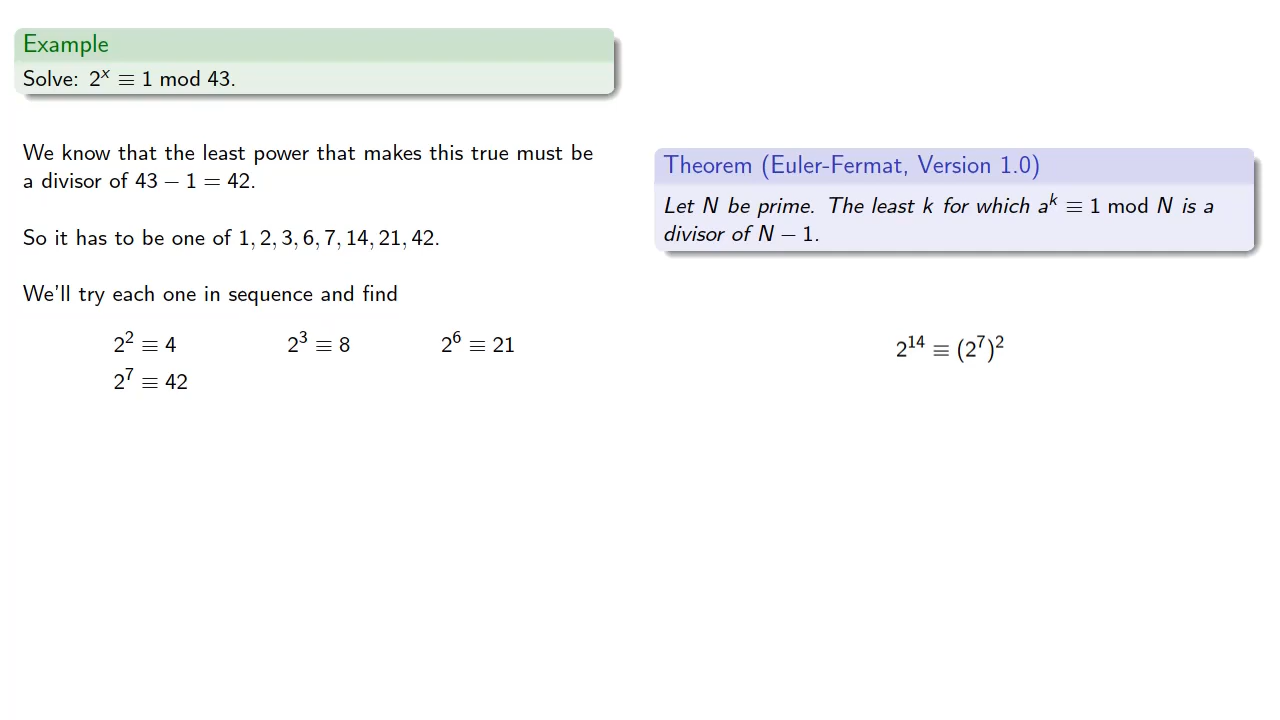 Example
Solve: 2^x ≡ 1 mod 43.
We know that the least power that makes this true must be
a divisor of 43 − 1 = 42.
So it has to be one of 1, 2, 3, 6, 7, 14, 21, 42.
We'll try each one in sequence and find
2^2 ≡ 4 2^3 ≡ 8 2^6 ≡ 21
2^7 ≡ 42
Theorem (Euler-Fermat, Version 1.0)
Let N be prime. The least k for which a^k ≡ 1 mod N is a
divisor of N − 1.
2^14 ≡ (2^7)^2